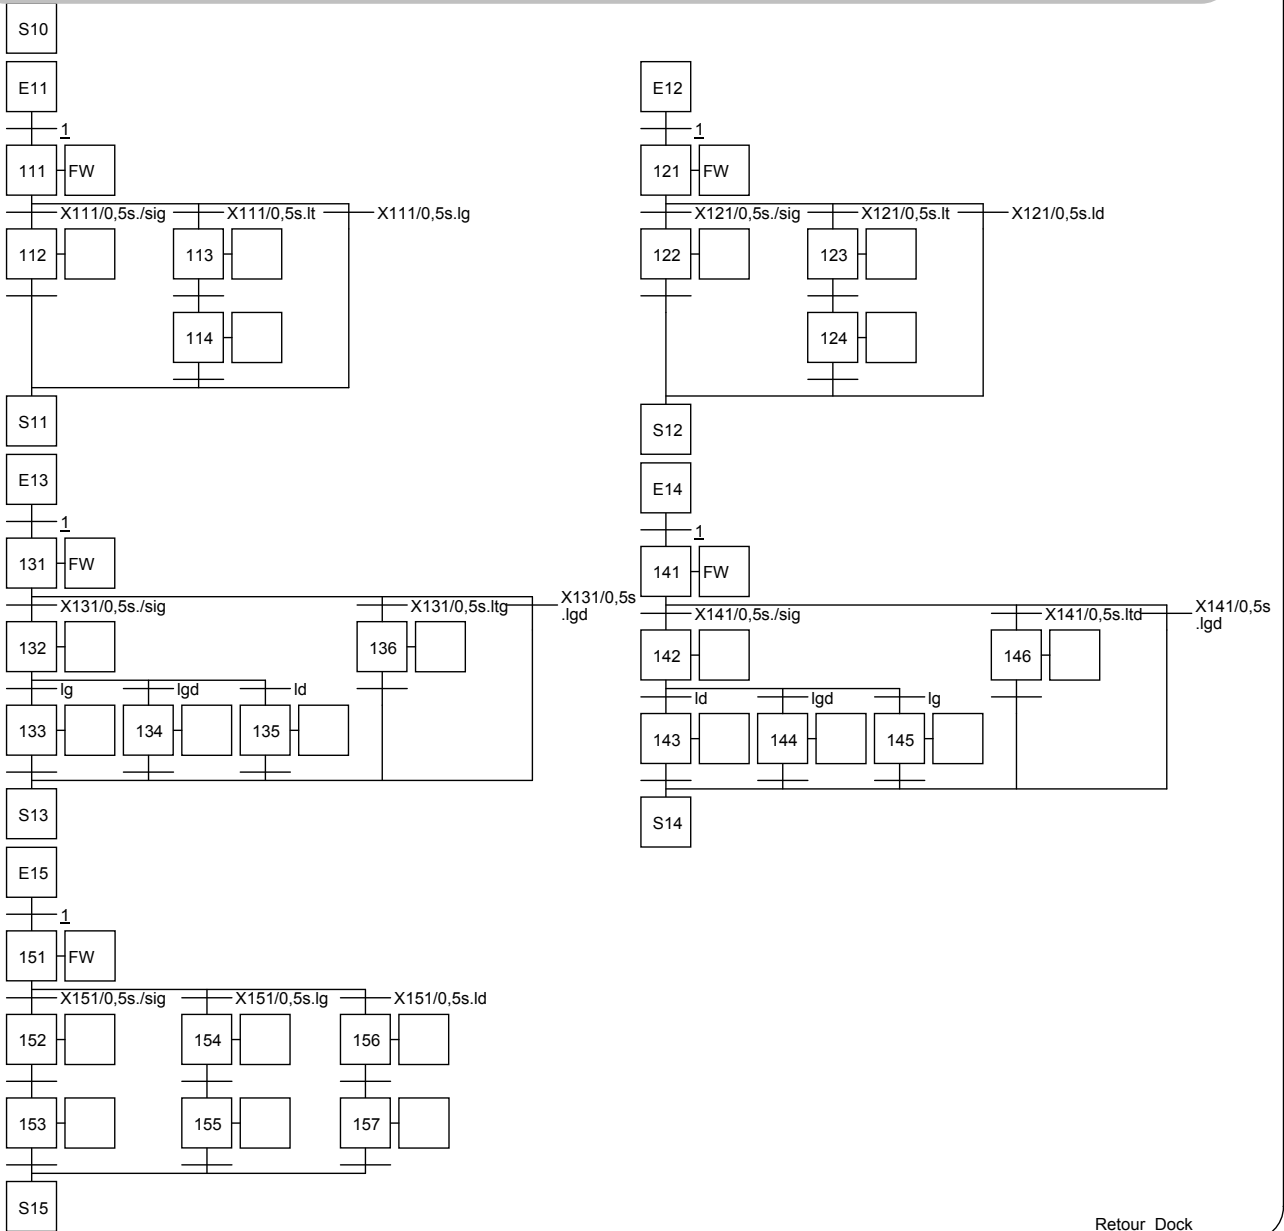 S10
E11
1
111
FW
X111/0,5s./sig
X111/0,5s.lt
X111/0,5s.lg
112
113
114
S11
E12
1
121
FW
X121/0,5s./sig
X121/0,5s.lt
X121/0,5s.ld
122
123
124
S12
E13
1
131
FW
X131/0,5s./sig
X131/0,5s.ltg
X131/0,5s
.lgd
132
136
lg
lgd
ld
133
134
135
S13
E14
1
141
FW
X141/0,5s./sig
X141/0,5s.ltd
X141/0,5s
.lgd
142
146
ld
lgd
lg
143
144
145
S14
E15
1
151
FW
X151/0,5s./sig
X151/0,5s.lg
X151/0,5s.ld
152
154
156
153
155
157
S15
Retour_Dock